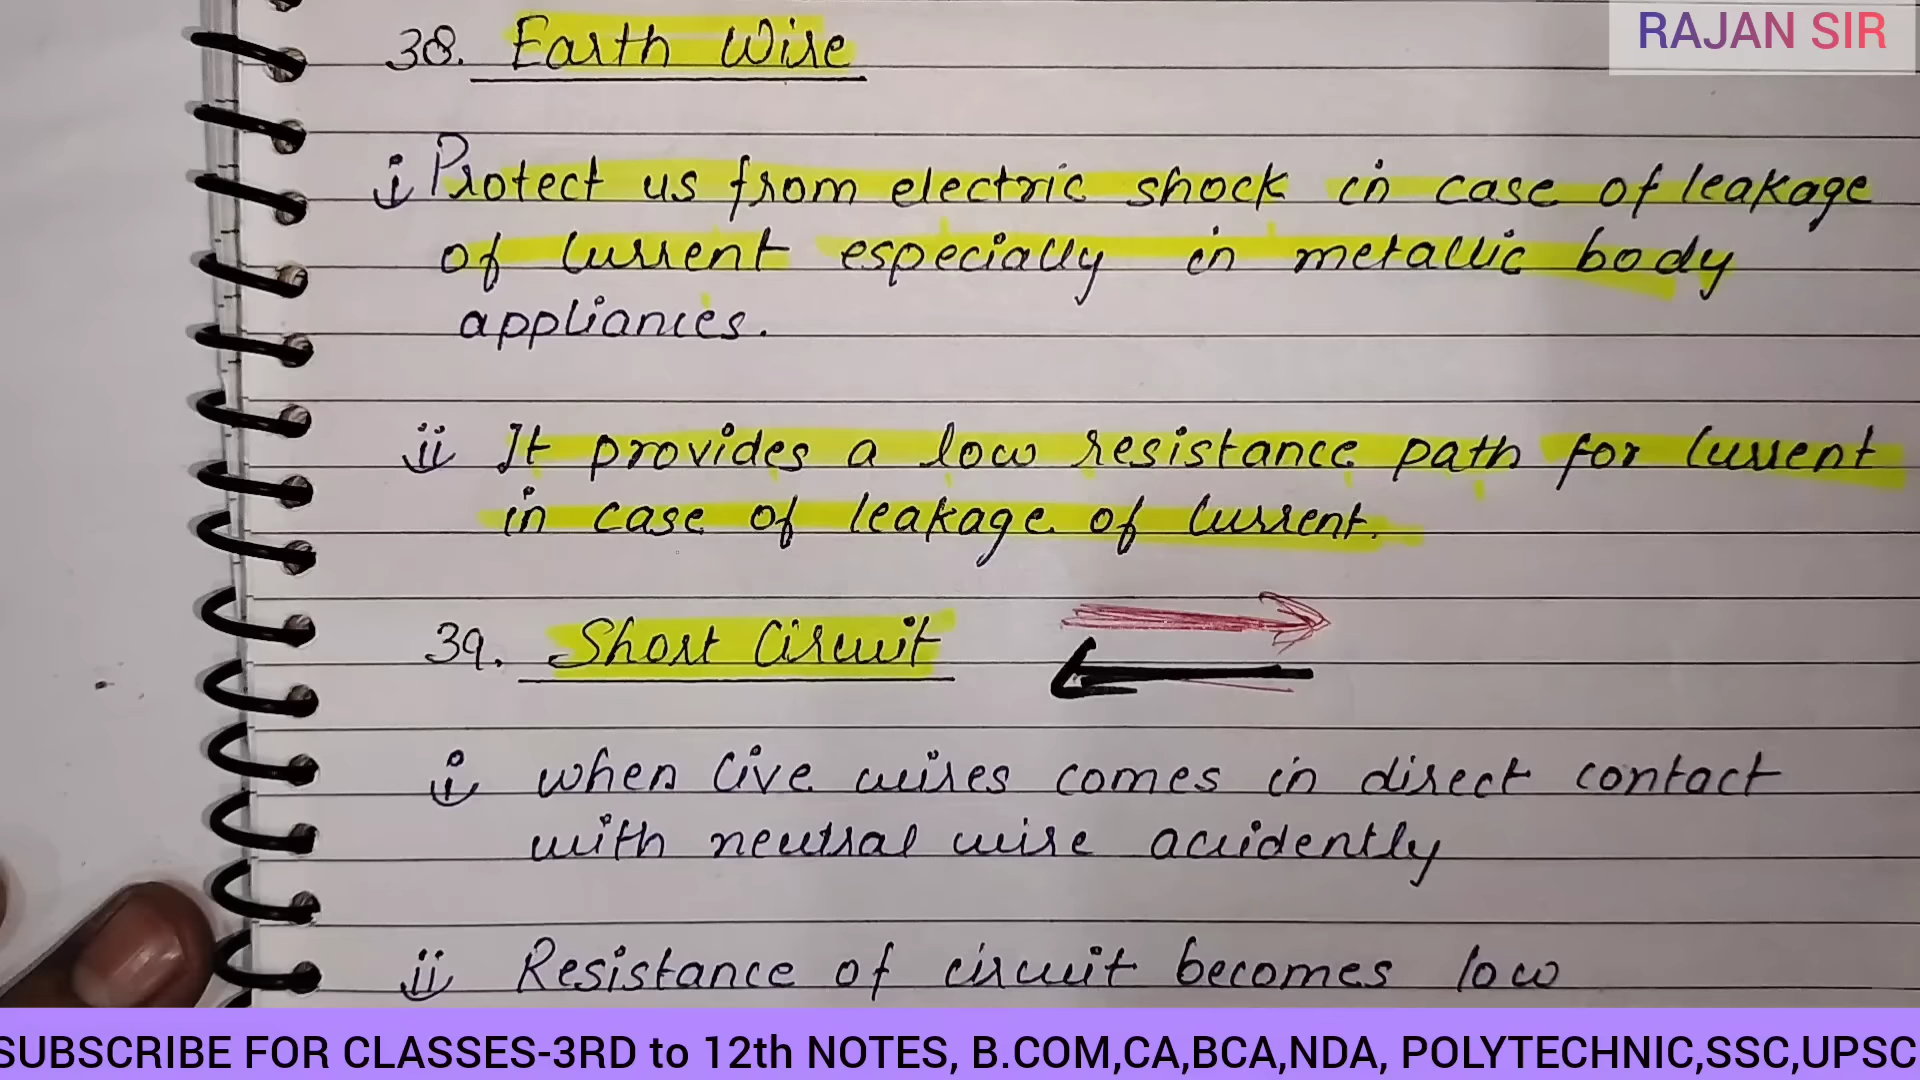 RAJAN SIR
38. Earth Wire
i Protect us from electric shock in case of leakage
of Current especially in metallic body
appliances.
ii It provides a low resistance path for Current
in case of leakage of Current.
39. Short Circuit
i when live wires comes in direct contact
with neutral wire accidently
ii Resistance of circuit becomes low
SUBSCRIBE FOR CLASSES-3RD to 12th NOTES, B.COM,CA,BCA,NDA, POLYTECHNIC,SSC,UPSC